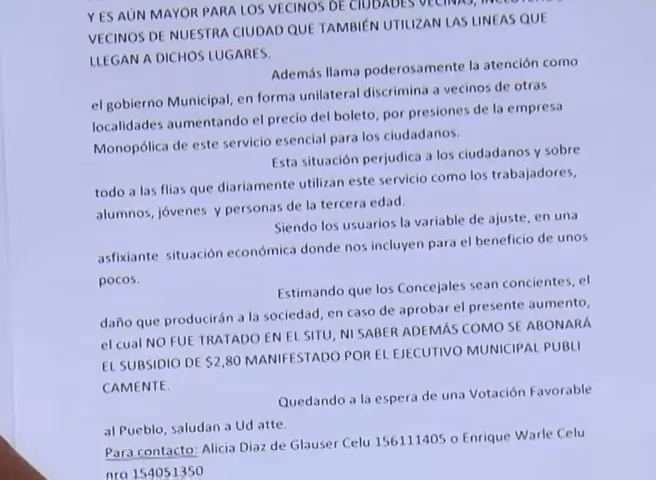 Y ES AÚN MAYOR PARA LOS VECINOS DE CIUDADES VECINAS,
VECINOS DE NUESTRA CIUDAD QUE TAMBIÉN UTILIZAN LAS LINEAS QUE
LLEGAN A DICHOS LUGARES.
Además llama poderosamente la atención como
el gobierno Municipal, en forma unilateral discrimina a vecinos de otras
localidades aumentando el precio del boleto, por presiones de la empresa
Monopólica de este servicio esencial para los ciudadanos.
Esta situación perjudica a los ciudadanos y sobre
todo a las flias que diariamente utilizan este servicio como los trabajadores,
alumnos, jóvenes y personas de la tercera edad.
Siendo los usuarios la variable de ajuste, en una
asfixiante situación económica donde nos incluyen para el beneficio de unos
pocos.
Estimando que los Concejales sean concientes, el
daño que producirán a la sociedad, en caso de aprobar el presente aumento,
el cual NO FUE TRATADO EN EL SITU, NI SABER ADEMÁS COMO SE ABONARÁ
EL SUBSIDIO DE $2,80 MANIFESTADO POR EL EJECUTIVO MUNICIPAL PUBLI
CAMENTE.
Quedando a la espera de una Votación Favorable
al Pueblo, saludan a Ud atte.
Para contacto: Alicia Diaz de Glauser Celu 156111405 o Enrique Warle Celu
nro 154051350